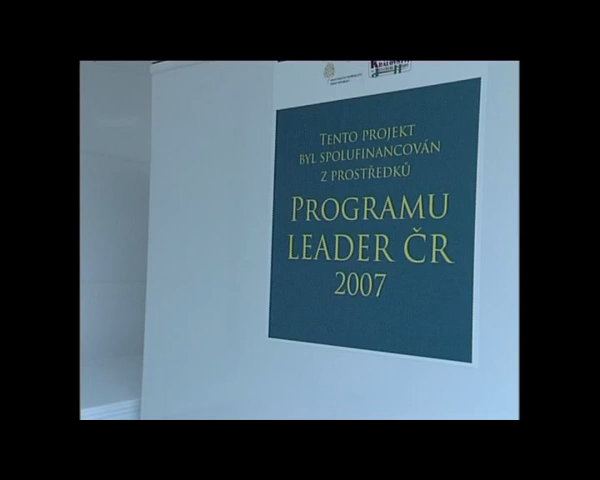 TENTO PROJEKT
BYL SPOLUFINANCOVÁN
Z PROSTŘEDKŮ
PROGRAMU
LEADER ČR
2007